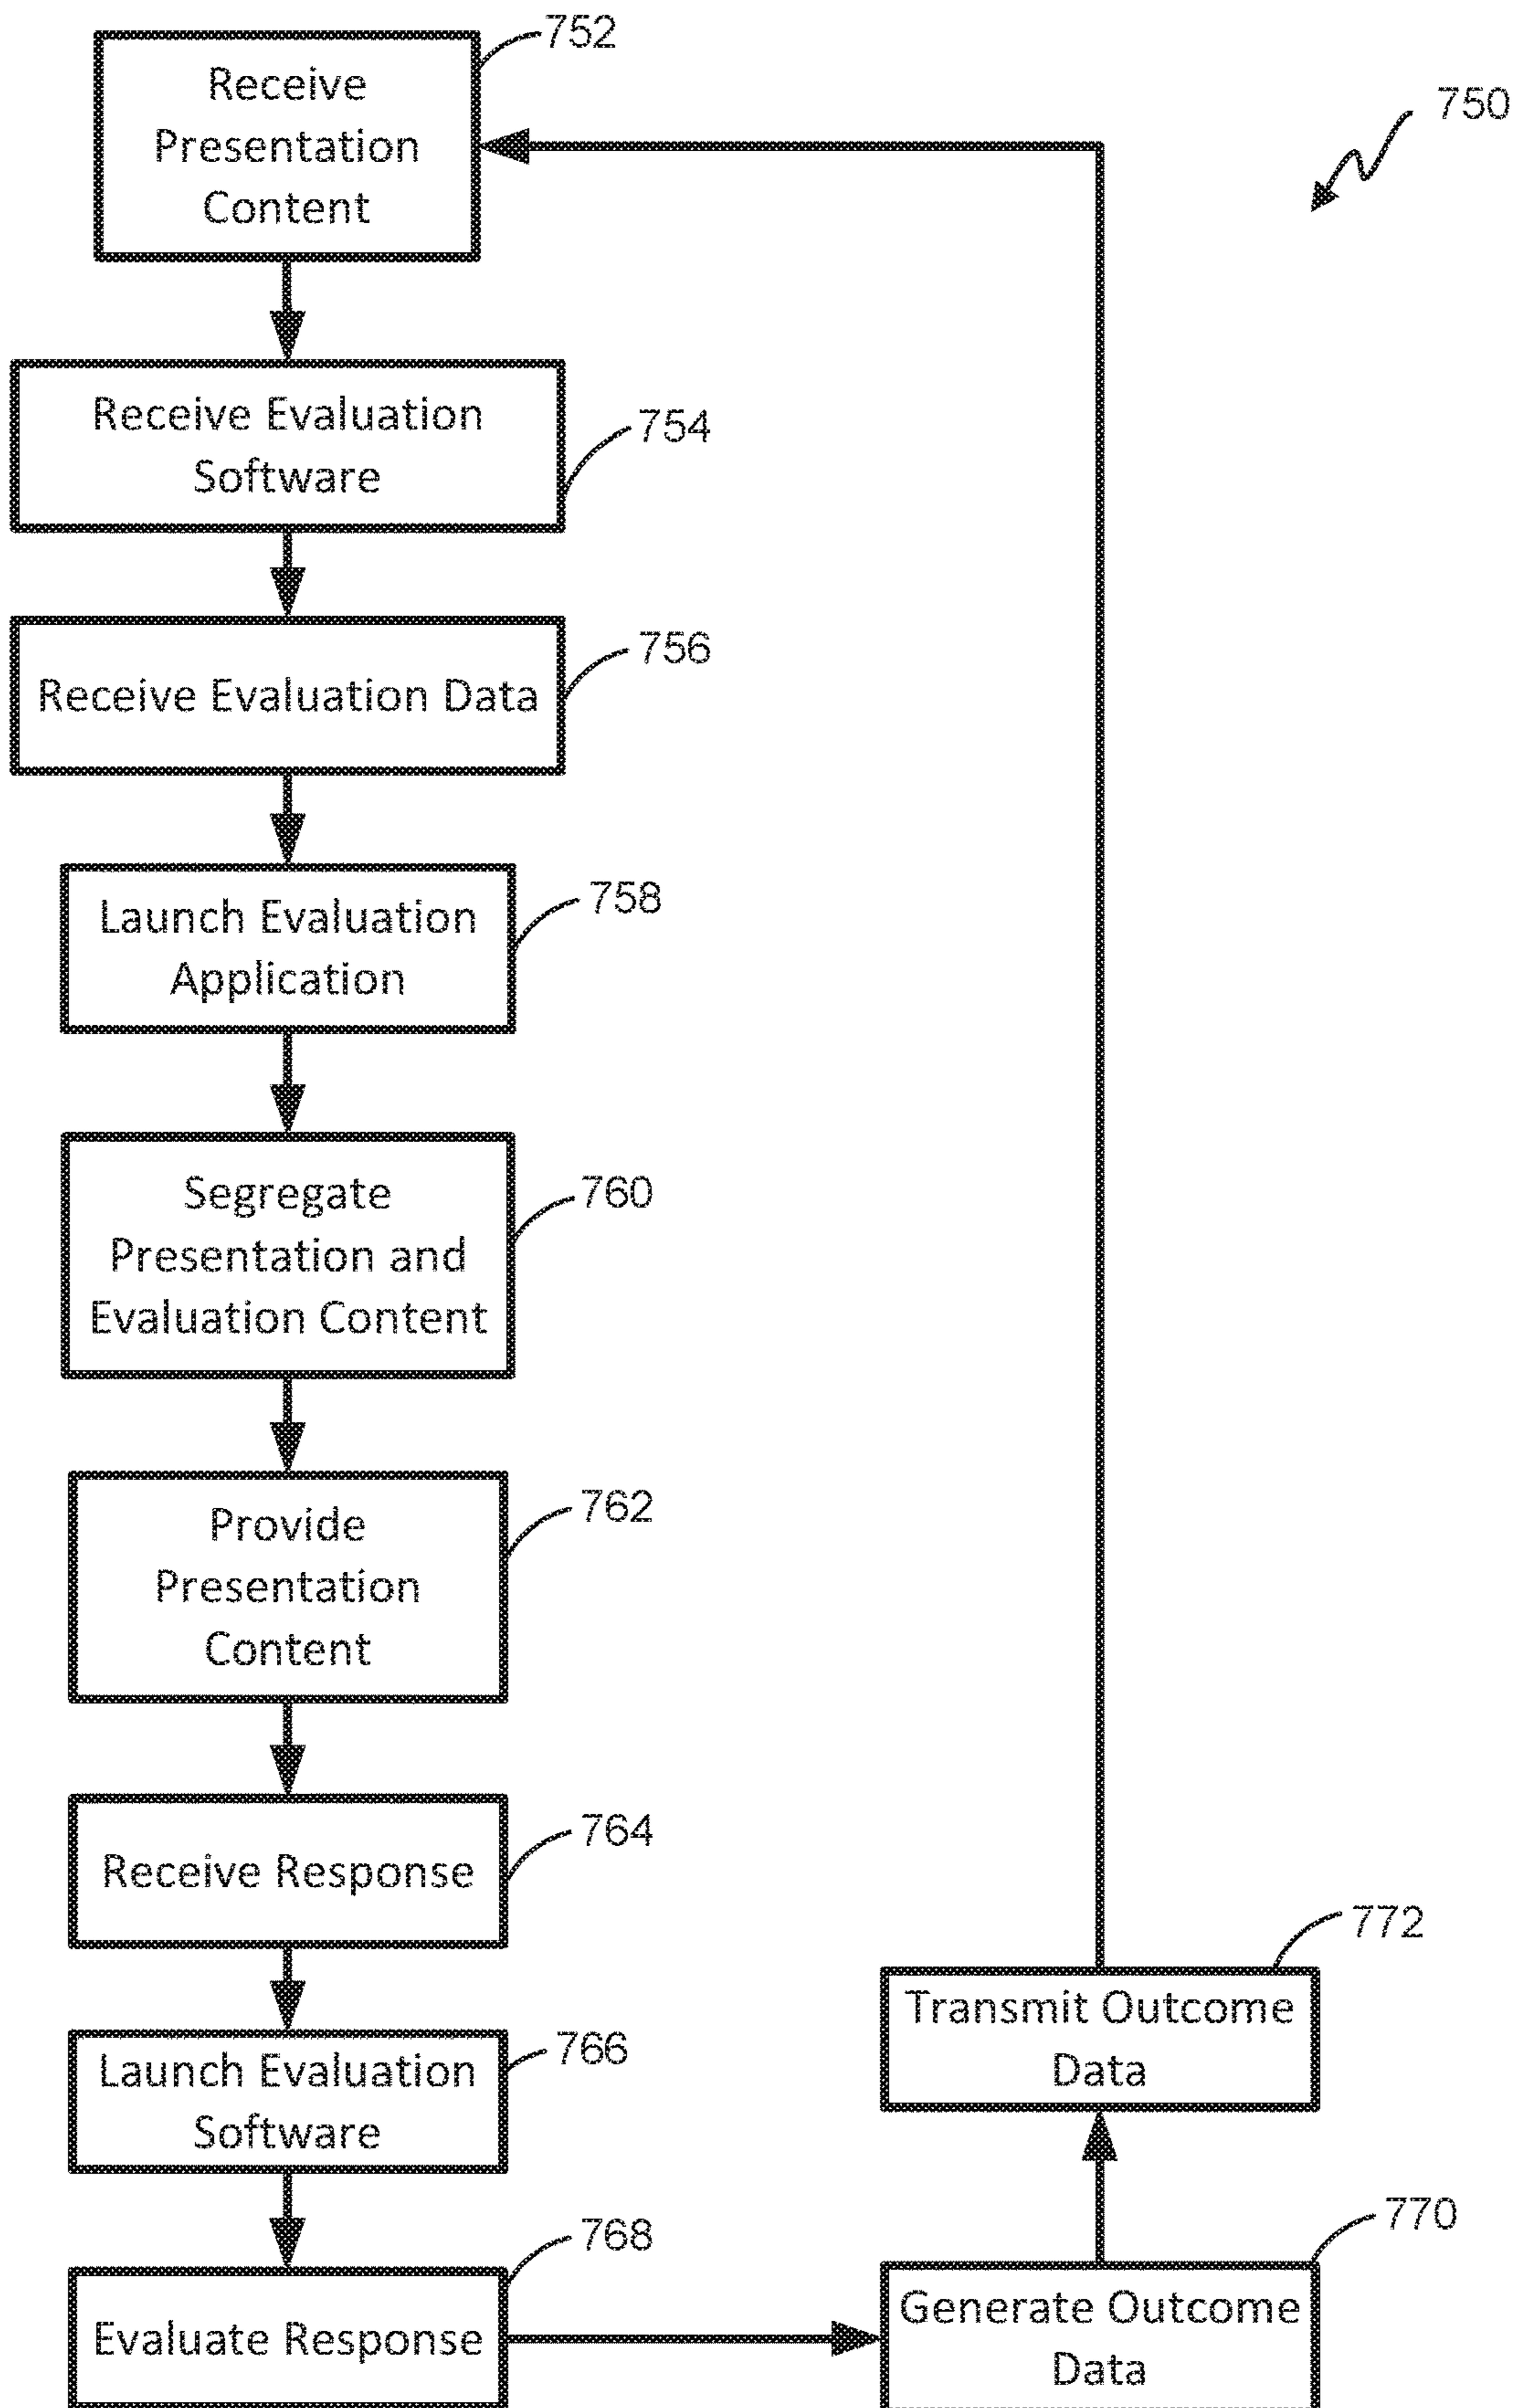 752
Receive
Presentation
Content
750
Receive Evaluation
Software
754
Receive Evaluation Data
756
Launch Evaluation
Application
758
Segregate
Presentation and
Evaluation Content
760
Provide
Presentation
Content
762
Receive Response
764
Launch Evaluation
Software
766
Evaluate Response
768
Transmit Outcome
Data
772
Generate Outcome
Data
770